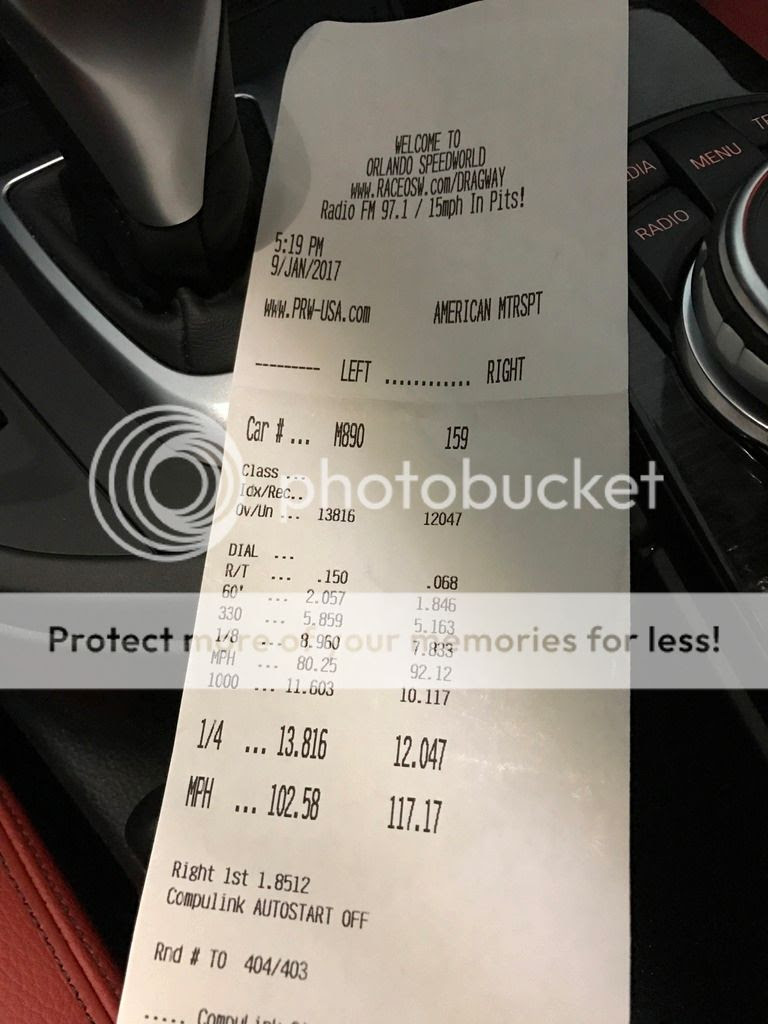 WELCOME TO
ORLANDO SPEEDWORLD
www.RACEOSW.com/DRAGWAY
Radio FM 97.1 / 15mph In Pits!
5:19 PM
9/JAN/2017
www.PRW-USA.com AMERICAN MTRSPT
--------- LEFT ............ RIGHT
Car # ... M890 159
Class ...
Idx/Rec..
Ov/Un ... 13816 12047
DIAL ...
R/T ... .150 .068
60' ... 2.057 1.846
330 ... 5.859 5.163
1/8 ... 8.960 7.833
MPH ... 80.25 92.12
1000 ... 11.603 10.117
1/4 ... 13.816 12.047
MPH ... 102.58 117.17
Right 1st 1.8512
Compulink AUTOSTART OFF
Rnd # TO 404/403
..... CompuLink
MENU
RADIO
photobucket
Protect more of your memories for less!